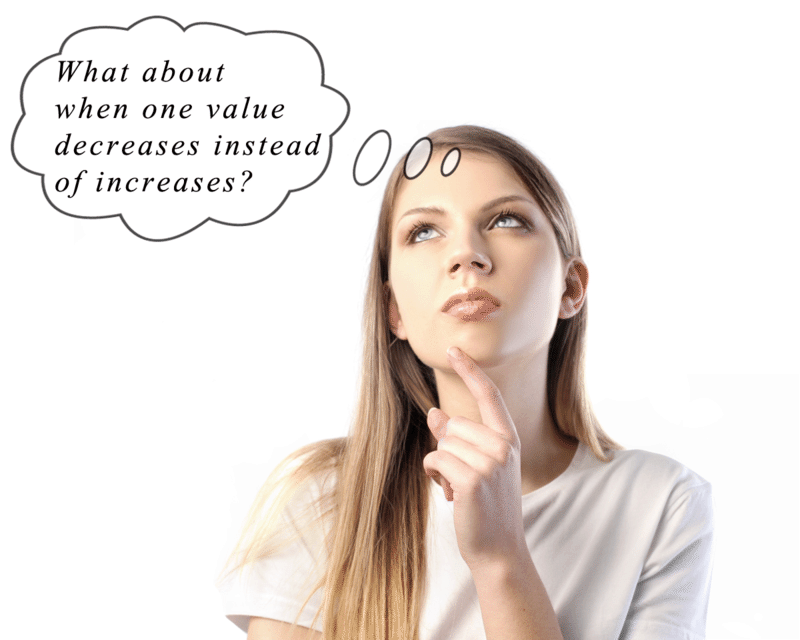 What about
when one value
decreases instead
of increases?